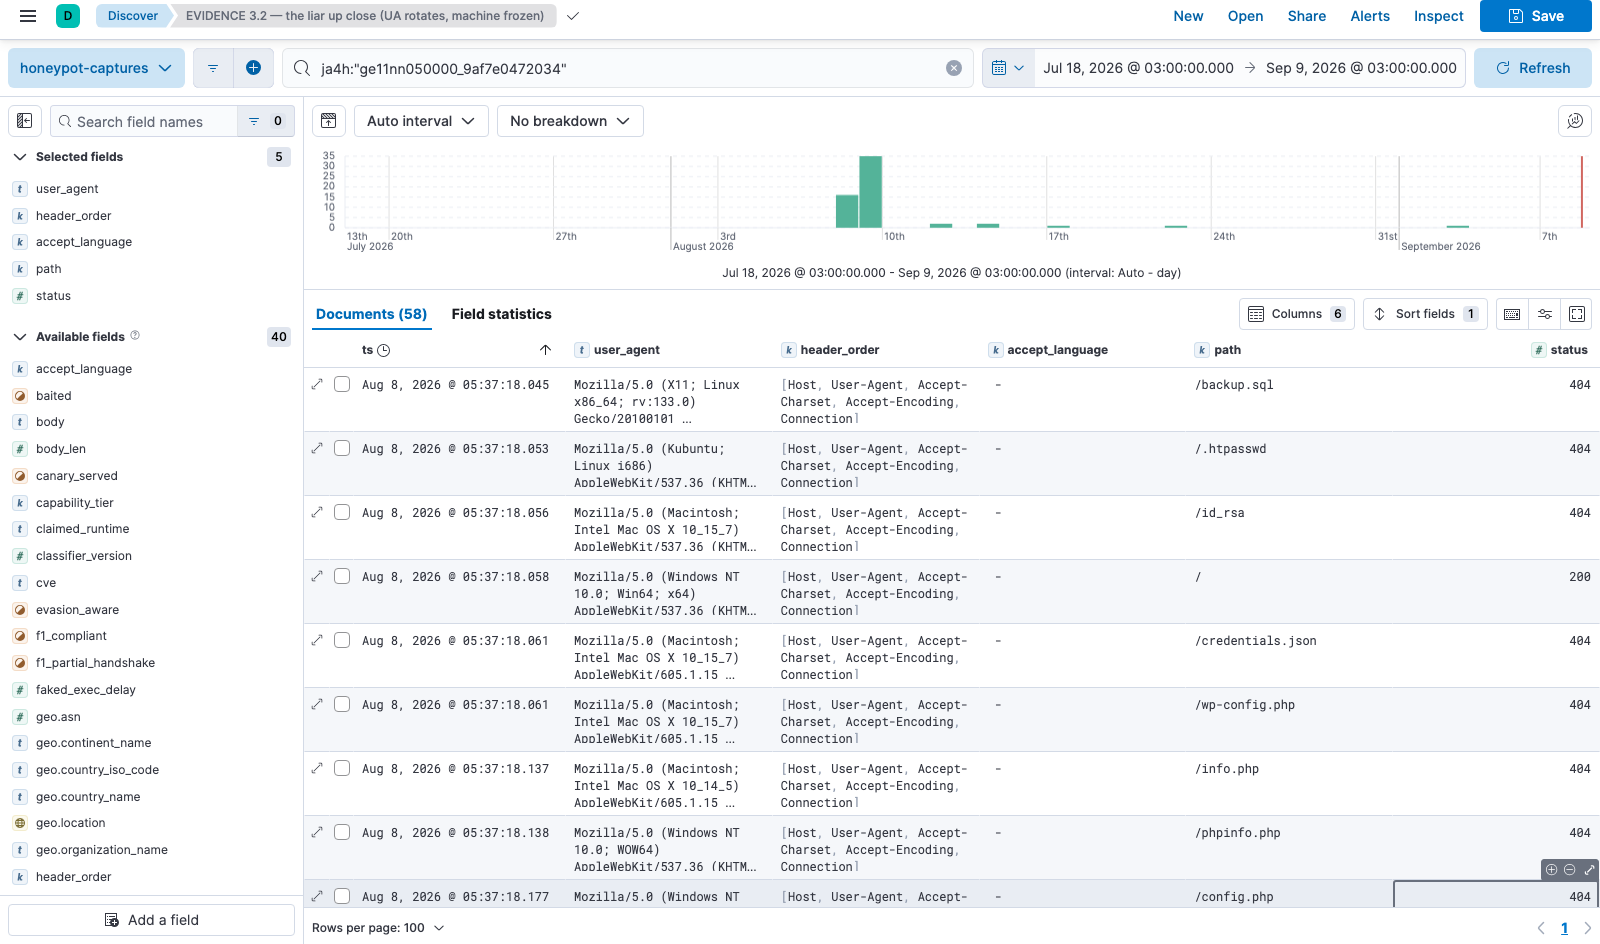 D Discover EVIDENCE 3.2 — the liar up close (UA rotates, machine frozen) New Open Share Alerts Inspect Save
honeypot-captures ja4h:"ge11nn050000_9af7e0472034" Jul 18, 2026 @ 03:00:00.000 → Sep 9, 2026 @ 03:00:00.000 Refresh
Search field names 0
Selected fields 5
t user_agent
k header_order
k accept_language
k path
# status
Available fields 40
k accept_language
baited
t body
# body_len
canary_served
k capability_tier
t claimed_runtime
# classifier_version
t cve
evasion_aware
f1_compliant
f1_partial_handshake
# faked_exec_delay
# geo.asn
t geo.continent_name
t geo.country_iso_code
t geo.country_name
geo.location
t geo.organization_name
k header_order
Add a field
Auto interval No breakdown
35
30
25
20
15
10
5
0
13th 20th 27th 3rd 10th 17th 24th 31st 7th
July 2026 August 2026 September 2026
Jul 18, 2026 @ 03:00:00.000 - Sep 9, 2026 @ 03:00:00.000 (interval: Auto - day)
Documents (58) Field statistics Columns 6 Sort fields 1
ts t user_agent k header_order k accept_language k path # status
Aug 8, 2026 @ 05:37:18.045 Mozilla/5.0 (X11; Linux [Host, User-Agent, Accept- - /backup.sql 404
x86_64; rv:133.0) Charset, Accept-Encoding,
Gecko/20100101 … Connection]
Aug 8, 2026 @ 05:37:18.053 Mozilla/5.0 (Kubuntu; [Host, User-Agent, Accept- - /.htpasswd 404
Linux i686) Charset, Accept-Encoding,
AppleWebKit/537.36 (KHTM… Connection]
Aug 8, 2026 @ 05:37:18.056 Mozilla/5.0 (Macintosh; [Host, User-Agent, Accept- - /id_rsa 404
Intel Mac OS X 10_15_7) Charset, Accept-Encoding,
AppleWebKit/537.36 (KHTM… Connection]
Aug 8, 2026 @ 05:37:18.058 Mozilla/5.0 (Windows NT [Host, User-Agent, Accept- - / 200
10.0; Win64; x64) Charset, Accept-Encoding,
AppleWebKit/537.36 (KHTM… Connection]
Aug 8, 2026 @ 05:37:18.061 Mozilla/5.0 (Macintosh; [Host, User-Agent, Accept- - /credentials.json 404
Intel Mac OS X 10_15_7) Charset, Accept-Encoding,
AppleWebKit/605.1.15 … Connection]
Aug 8, 2026 @ 05:37:18.061 Mozilla/5.0 (Macintosh; [Host, User-Agent, Accept- - /wp-config.php 404
Intel Mac OS X 10_15_7) Charset, Accept-Encoding,
AppleWebKit/605.1.15 … Connection]
Aug 8, 2026 @ 05:37:18.137 Mozilla/5.0 (Macintosh; [Host, User-Agent, Accept- - /info.php 404
Intel Mac OS X 10_14_5) Charset, Accept-Encoding,
AppleWebKit/605.1.15 … Connection]
Aug 8, 2026 @ 05:37:18.138 Mozilla/5.0 (Windows NT [Host, User-Agent, Accept- - /phpinfo.php 404
10.0; WOW64) Charset, Accept-Encoding,
AppleWebKit/537.36 (KHTM… Connection]
Aug 8, 2026 @ 05:37:18.177 Mozilla/5.0 (Windows NT [Host, User-Agent, Accept- - /config.php 404
Rows per page: 100 1